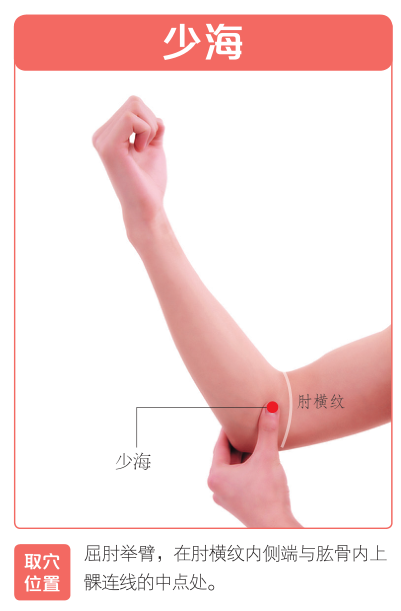 少海
肘横纹
少海
取穴
位置
屈肘举臂，在肘横纹内侧端与肱骨内上
髁连线的中点处。